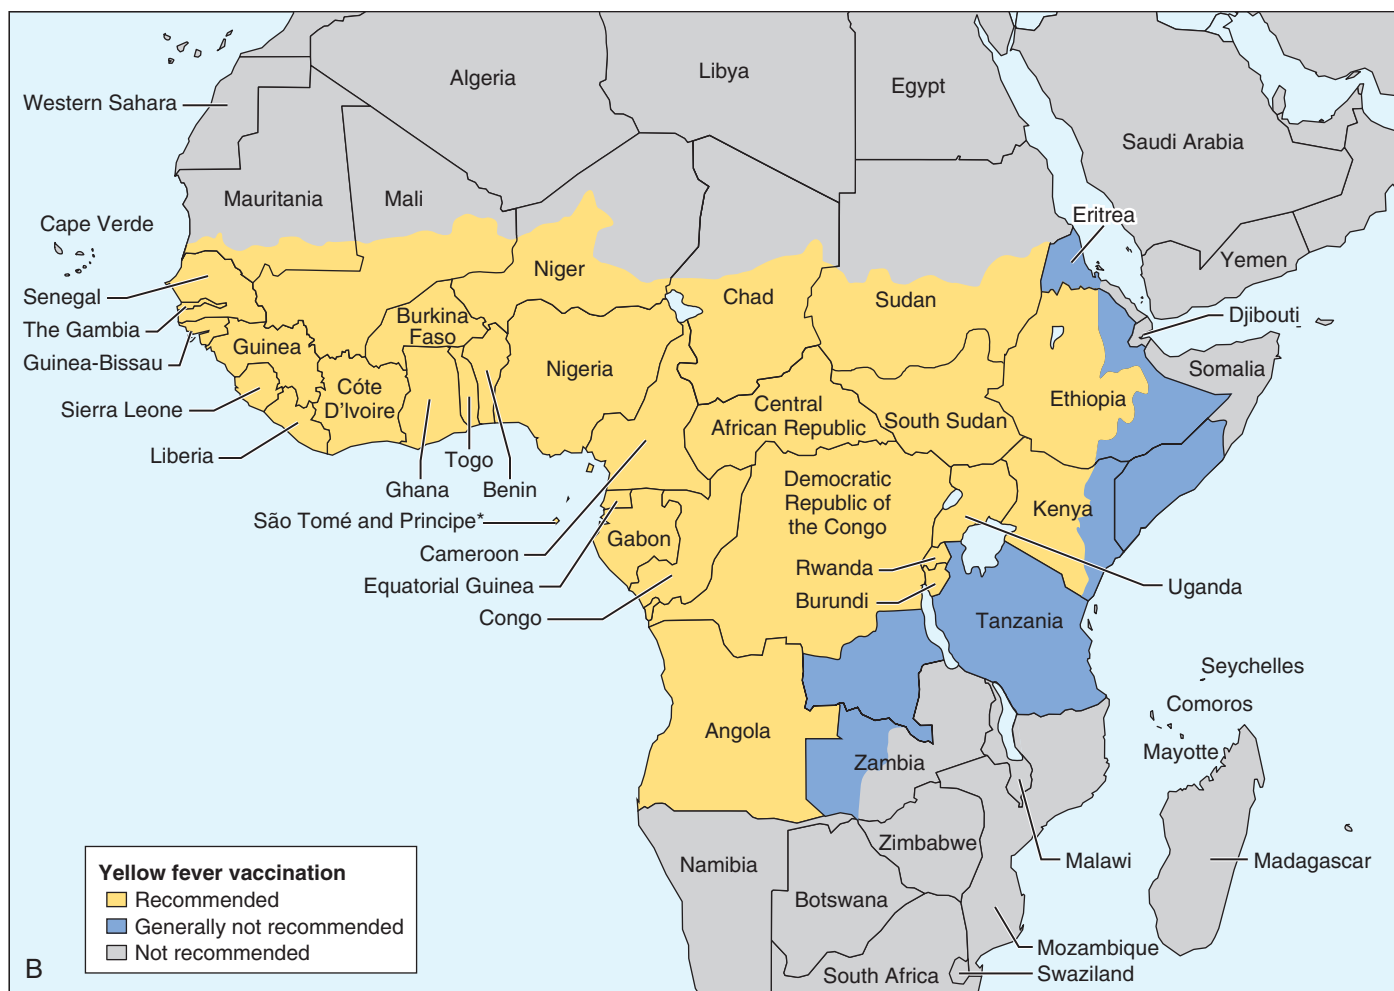 Algeria
Libya
Egypt
Western Sahara
Saudi Arabia
Mauritania
Mali
Cape Verde
Eritrea
Yemen
Niger
Chad
Sudan
Senegal
The Gambia
Guinea-Bissau
Burkina
Faso
Djibouti
Guinea
Nigeria
Somalia
Sierra Leone
Côte
D'Ivoire
Central
African Republic
South Sudan
Ethiopia
Liberia
Togo
Ghana
Benin
Democratic
Republic of
the Congo
Kenya
São Tomé and Principe*
Gabon
Cameroon
Rwanda
Equatorial Guinea
Burundi
Uganda
Congo
Tanzania
Seychelles
Comoros
Angola
Mayotte
Zambia
Zimbabwe
Namibia
Malawi
Madagascar
Botswana
Mozambique
South Africa
Swaziland
Yellow fever vaccination
Recommended
Generally not recommended
Not recommended
B